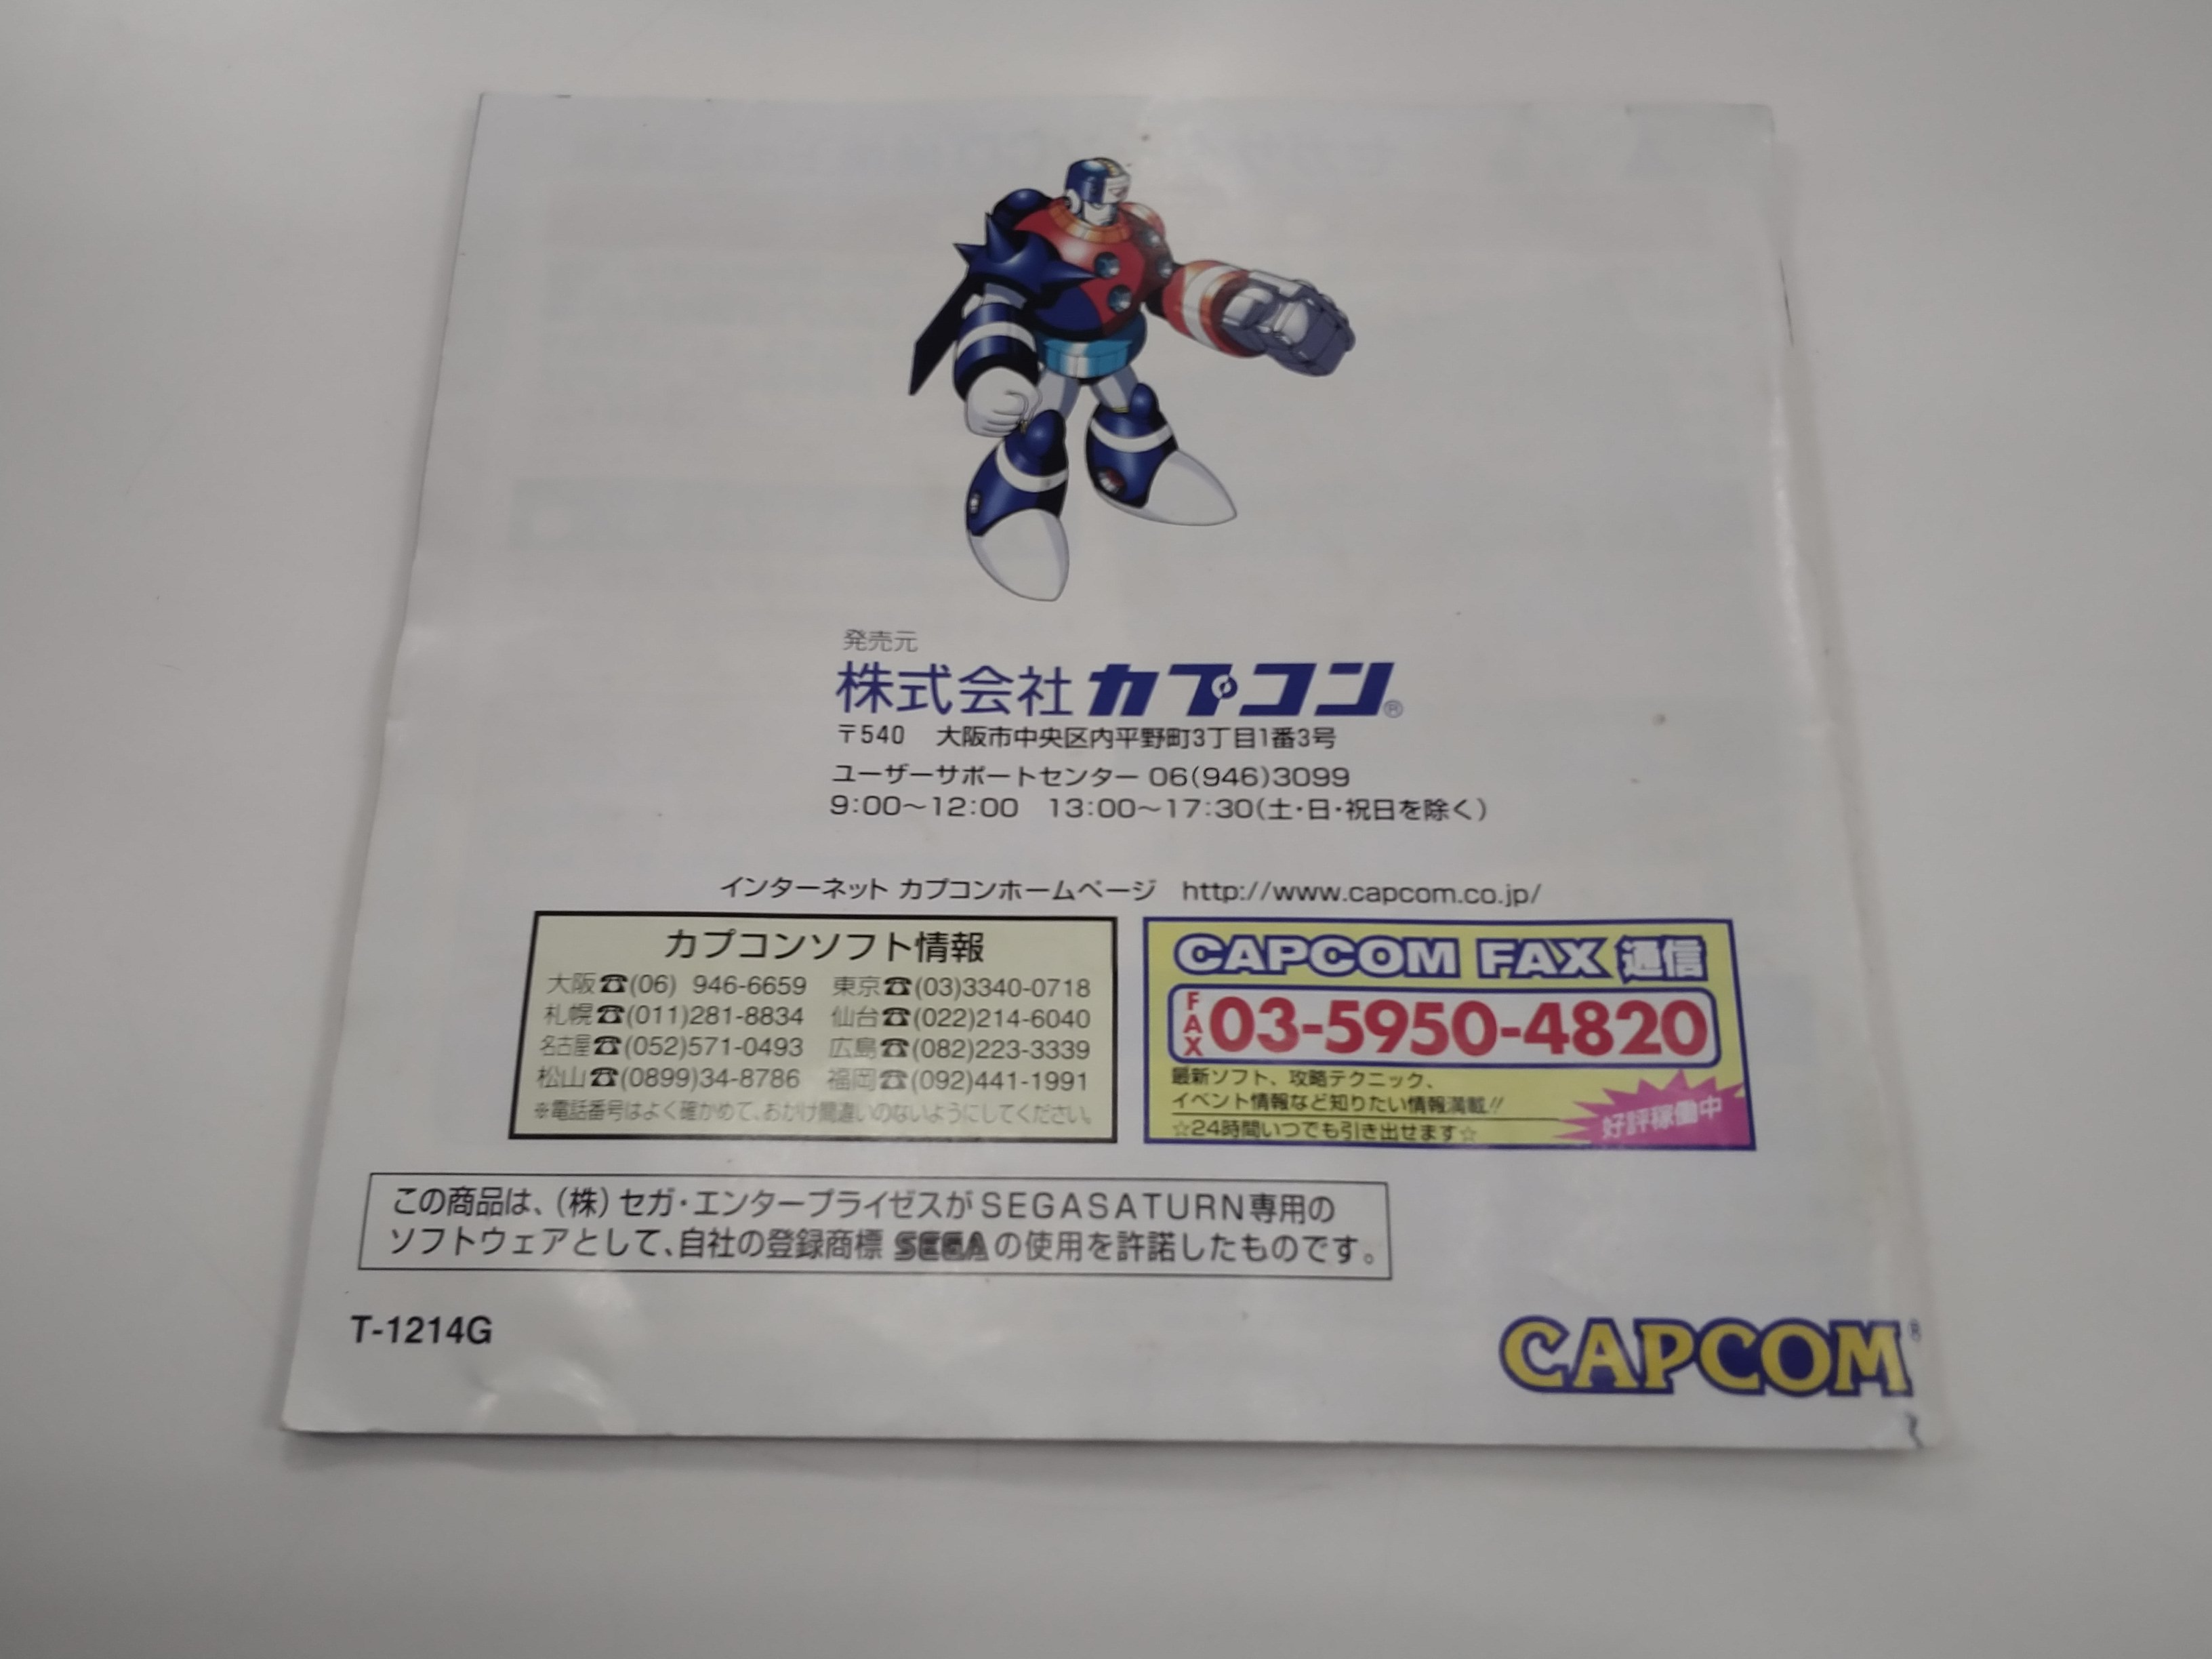 発売元
株式会社カプコン®
〒540 大阪市中央区内平野町3丁目1番3号
ユーザーサポートセンター 06(946)3099
9:00～12:00 13:00～17:30(土・日・祝日を除く)
インターネット カプコンホームページ http://www.capcom.co.jp/
カプコンソフト情報
大阪☎(06) 946-6659 東京☎(03)3340-0718
札幌☎(011)281-8834 仙台☎(022)214-6040
名古屋☎(052)571-0493 広島☎(082)223-3339
松山☎(0899)34-8786 福岡☎(092)441-1991
※電話番号はよく確かめて、おかけ間違いのないようにしてください。
CAPCOM FAX 通信
FAX 03-5950-4820
最新ソフト、攻略テクニック、
イベント情報など知りたい情報満載!!
☆24時間いつでも引き出せます☆
好評稼働中
この商品は、(株)セガ・エンタープライゼスがSEGASATURN専用の
ソフトウェアとして、自社の登録商標 SEGA の使用を許諾したものです。
T-1214G
CAPCOM®